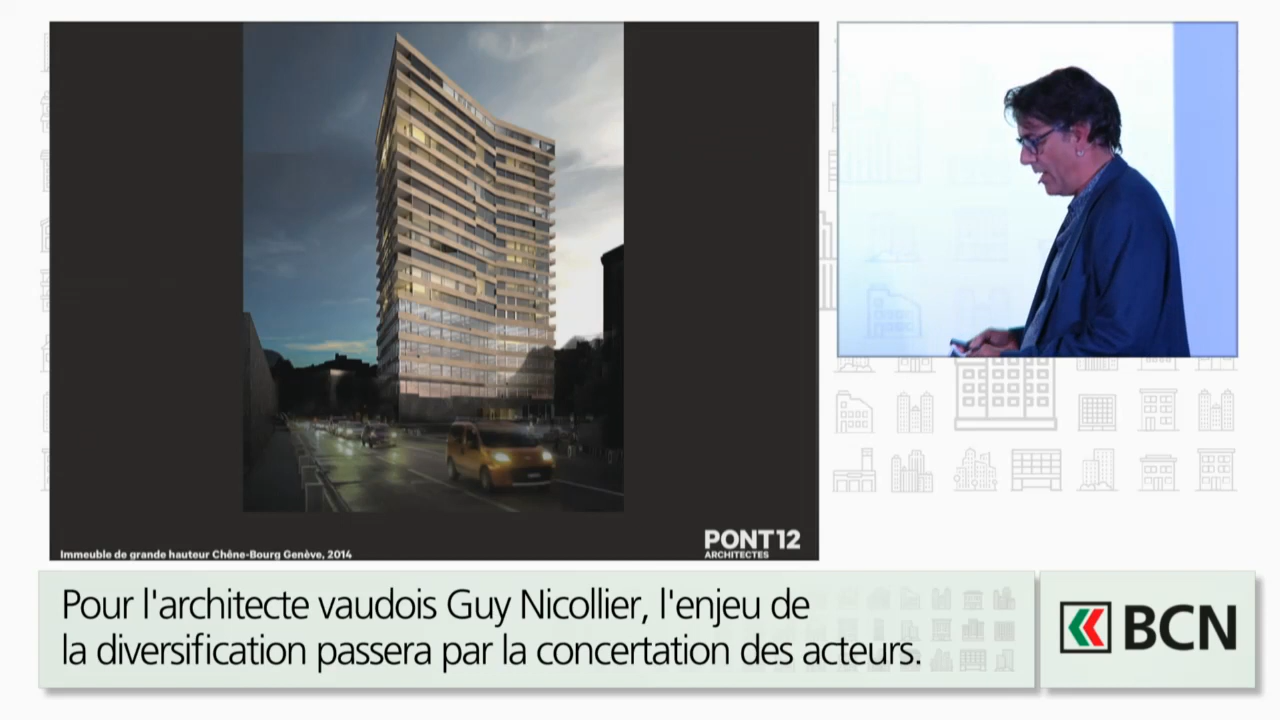 Immeuble de grande hauteur Chêne-Bourg Genève, 2014
PONT12
ARCHITECTES
Pour l'architecte vaudois Guy Nicollier, l'enjeu de
la diversification passera par la concertation des acteurs.
BCN